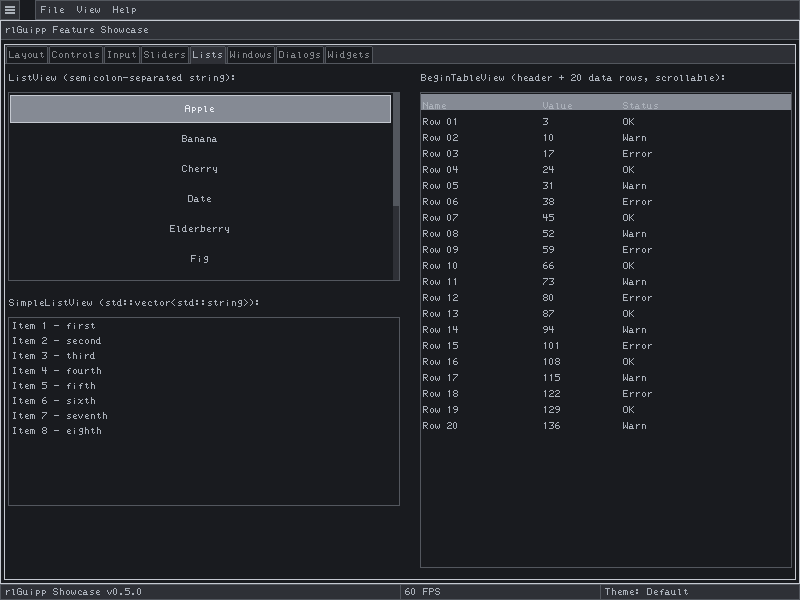 File View Help
rlGuipp Feature Showcase
Layout Controls Input Sliders Lists Windows Dialogs Widgets
ListView (semicolon-separated string):
Apple
Banana
Cherry
Date
Elderberry
Fig
SimpleListView (std::vector<std::string>):
Item 1 - first
Item 2 - second
Item 3 - third
Item 4 - fourth
Item 5 - fifth
Item 6 - sixth
Item 7 - seventh
Item 8 - eighth
BeginTableView (header + 20 data rows, scrollable):
Name Value Status
Row 01 3 OK
Row 02 10 Warn
Row 03 17 Error
Row 04 24 OK
Row 05 31 Warn
Row 06 38 Error
Row 07 45 OK
Row 08 52 Warn
Row 09 59 Error
Row 10 66 OK
Row 11 73 Warn
Row 12 80 Error
Row 13 87 OK
Row 14 94 Warn
Row 15 101 Error
Row 16 108 OK
Row 17 115 Warn
Row 18 122 Error
Row 19 129 OK
Row 20 136 Warn
rlGuipp Showcase v0.5.0 60 FPS Theme: Default